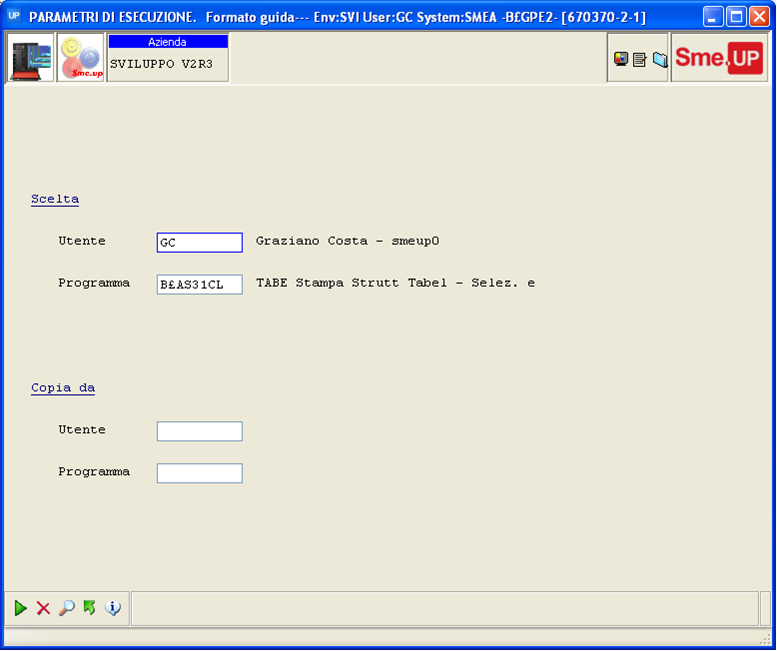 UP PARAMETRI DI ESECUZIONE. Formato guida--- Env:SVI User:GC System:SMEA -B£GPE2- [670370-2-1]
Sme.up
Azienda
SVILUPPO V2R3
Sme.UP
Scelta
Utente GC Graziano Costa - smeup0
Programma B£AS31CL TABE Stampa Strutt Tabel - Selez. e
Copia da
Utente
Programma